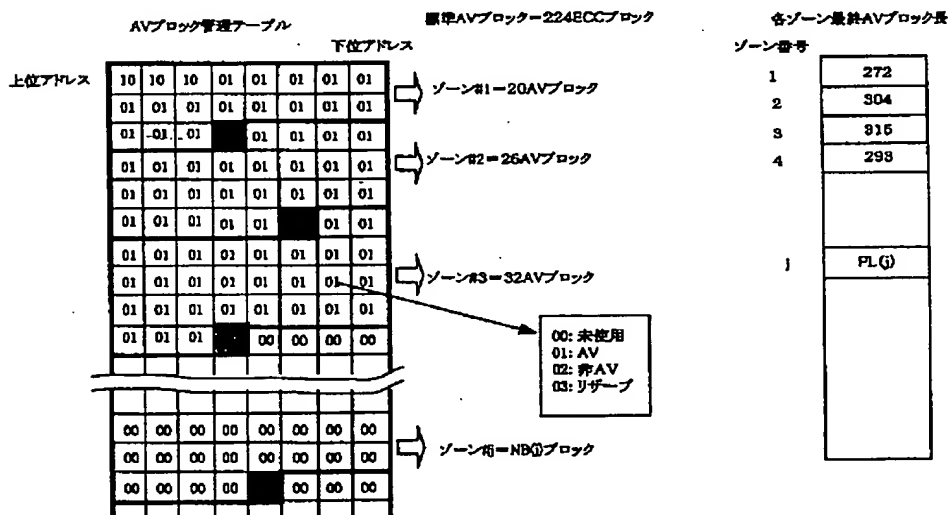 AVブロック管理テーブル
標準AVブロック=224ECCブロック
各ゾーン最終AVブロック長
下位アドレス
上位アドレス
ゾーン番号
10 10 10 01 01 01 01 01
01 01 01 01 01 01 01 01
01 01 01 01 01 01 01
01 01 01 01 01 01 01 01
01 01 01 01 01 01 01 01
01 01 01 01 01 01 01
01 01 01 01 01 01 01 01
01 01 01 01 01 01 01 01
01 01 01 01 01 01 01 01
01 01 01 00 00 00 00
00 00 00 00 00 00 00 00
00 00 00 00 00 00 00 00
00 00 00 00 00 00 00
ゾーン#1=20AVブロック
ゾーン#2=26AVブロック
ゾーン#3=32AVブロック
00: 未使用
01: AV
02: 非AV
03: リザーブ
ゾーン#j=NB(j)ブロック
1 272
2 304
3 315
4 293
j PL(j)